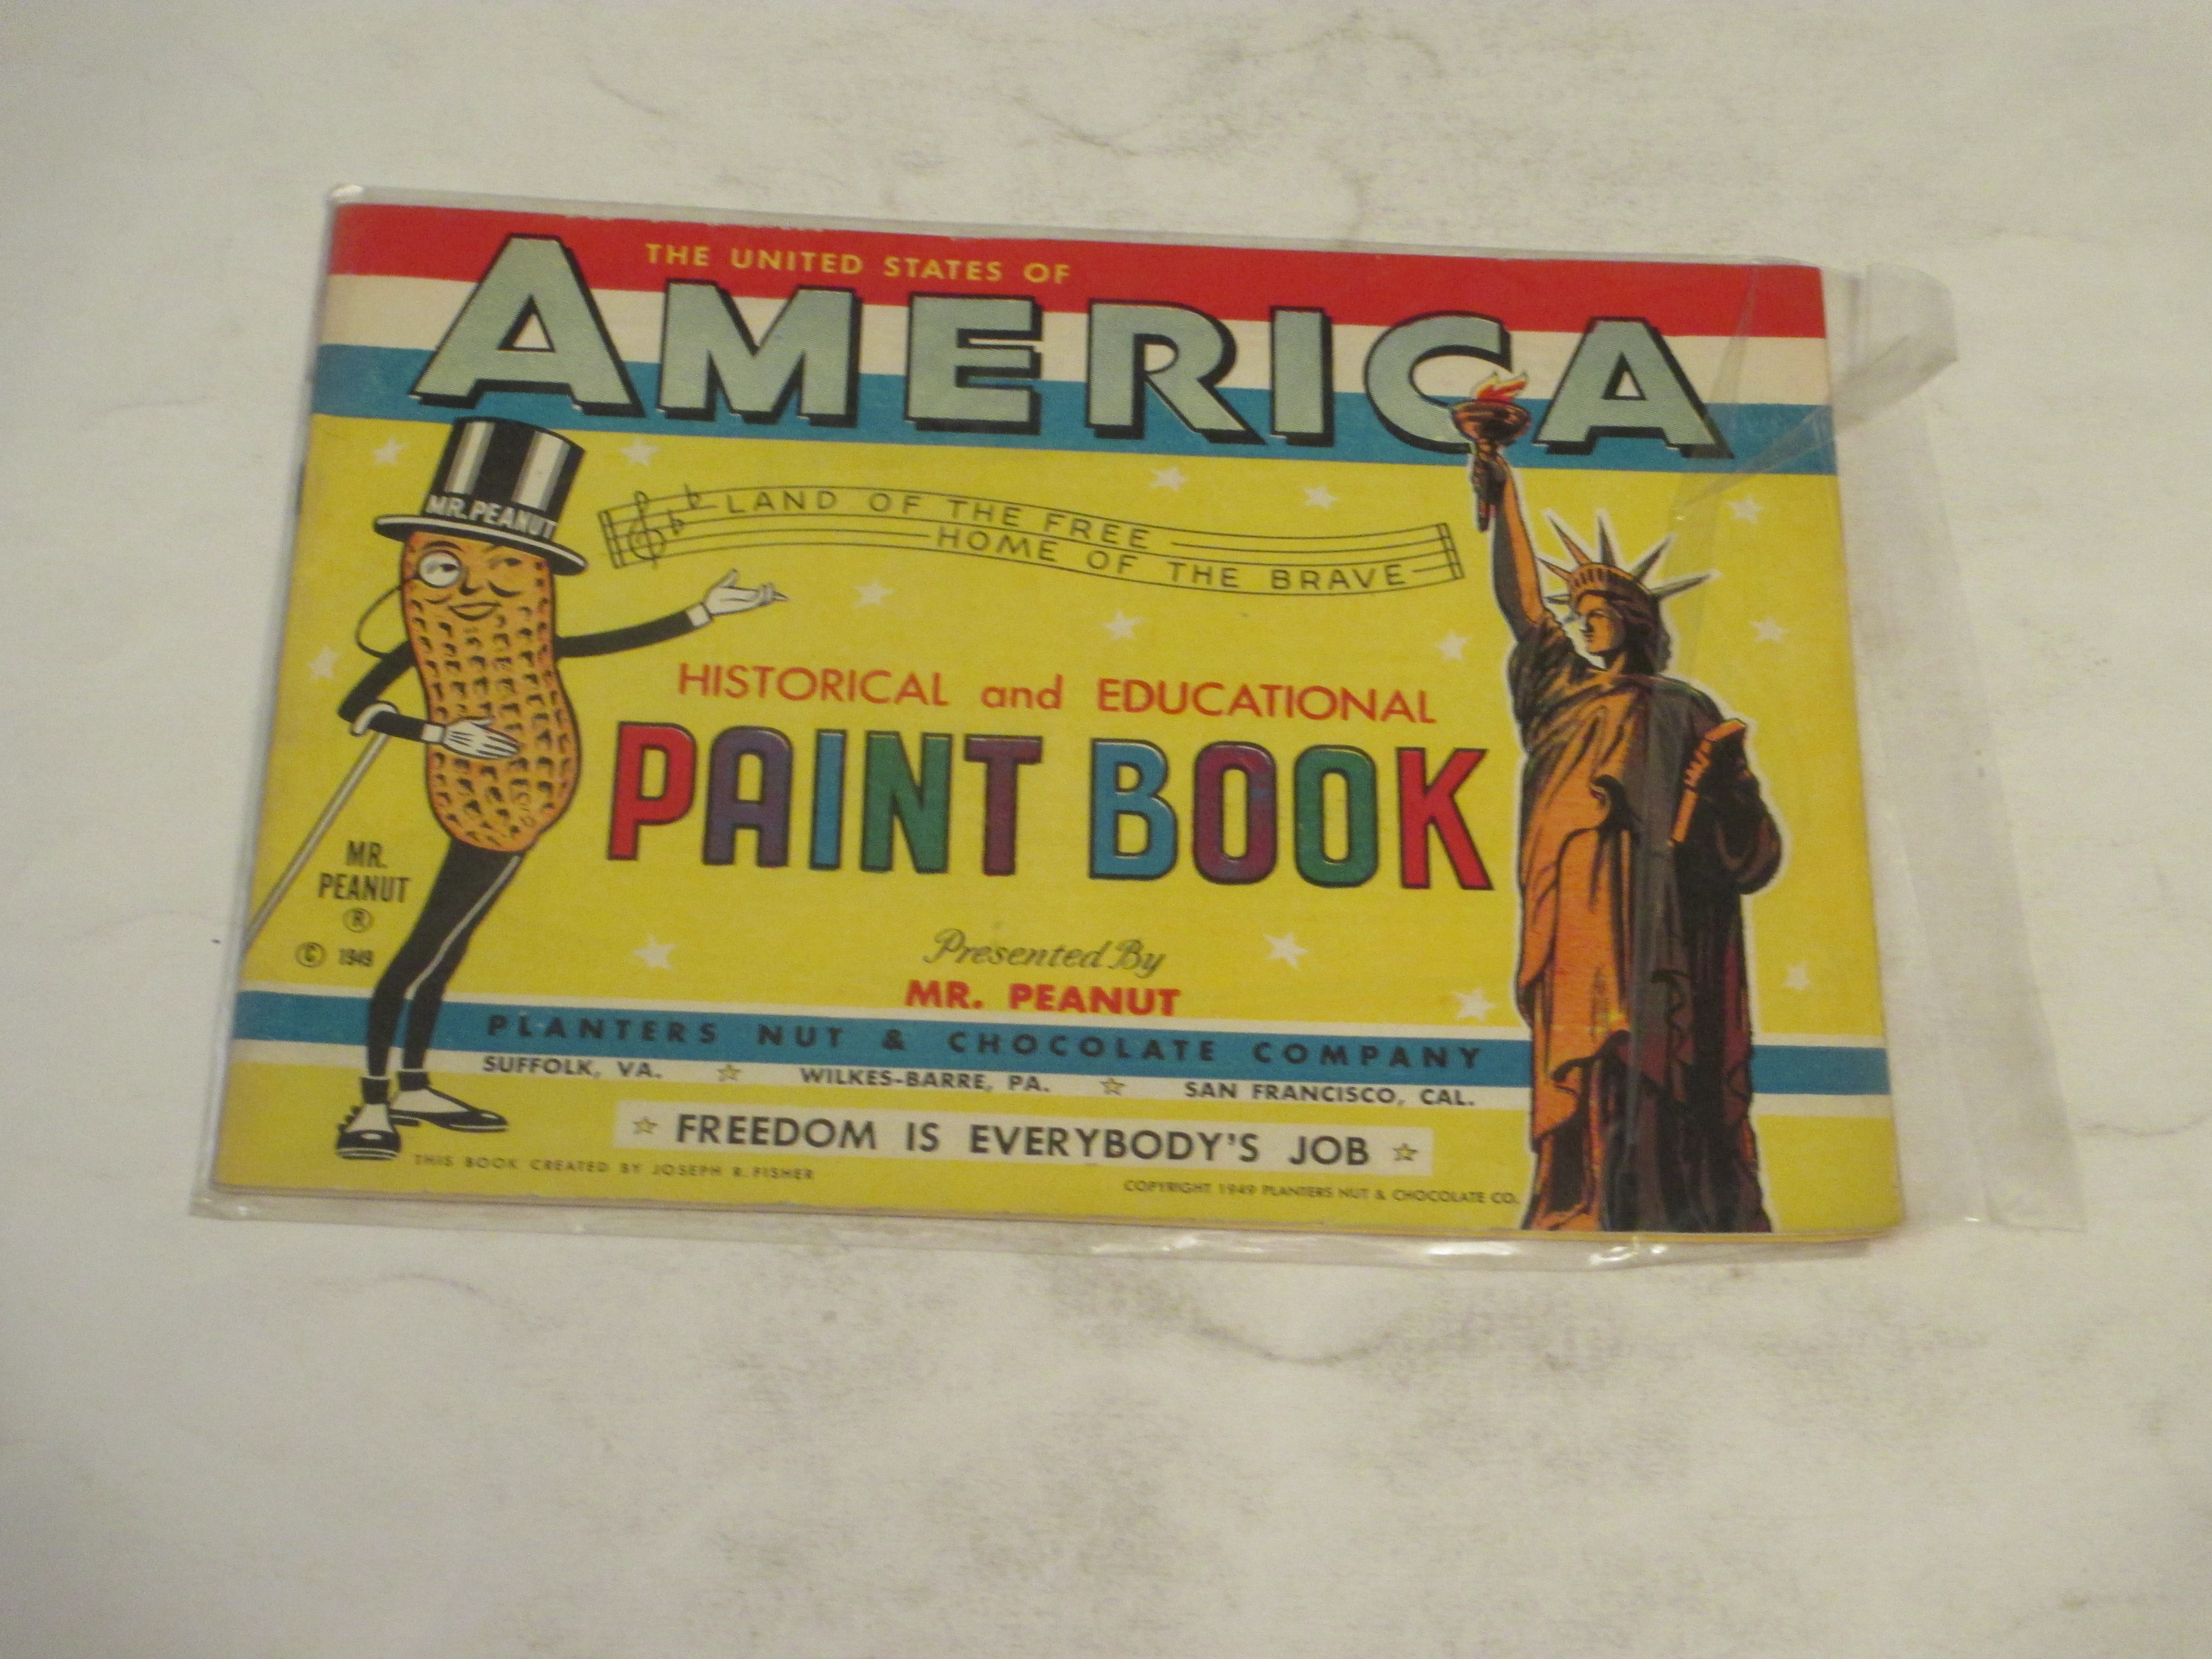 THE UNITED STATES OF
AMERICA
MR. PEANUT
LAND OF THE FREE
HOME OF THE BRAVE
HISTORICAL and EDUCATIONAL
PAINT BOOK
MR.
PEANUT
®
© 1949
Presented By
MR. PEANUT
PLANTERS NUT & CHOCOLATE COMPANY
SUFFOLK, VA. ☆ WILKES-BARRE, PA. ☆ SAN FRANCISCO, CAL.
☆ FREEDOM IS EVERYBODY'S JOB ☆
THIS BOOK CREATED BY JOSEPH R. FISHER
COPYRIGHT 1949 PLANTERS NUT & CHOCOLATE CO.